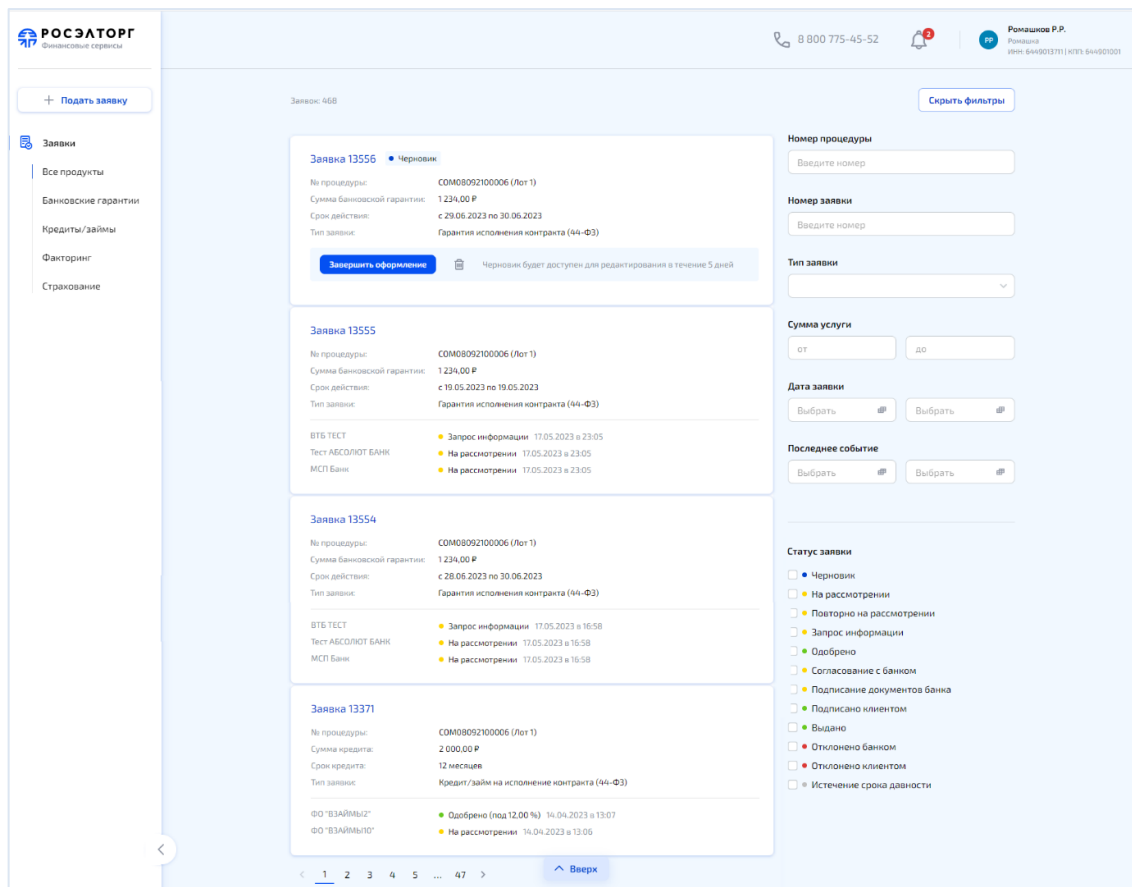 РОСЭЛТОРГ
Финансовые сервисы
8 800 775-45-52
2
РР
Ромашков Р.Р.
Ромашка
ИНН: 6449013711 | КПП: 644901001
Подать заявку
Заявки
Все продукты
Банковские гарантии
Кредиты/займы
Факторинг
Страхование
Заявок: 468
Скрыть фильтры
Заявка 13556 Черновик
№ процедуры: COM08092100006 (Лот 1)
Сумма банковской гарантии: 1 234,00 ₽
Срок действия: с 29.06.2023 по 30.06.2023
Тип заявки: Гарантия исполнения контракта (44-ФЗ)
Завершить оформление Черновик будет доступен для редактирования в течение 5 дней
Заявка 13555
№ процедуры: COM08092100006 (Лот 1)
Сумма банковской гарантии: 1 234,00 ₽
Срок действия: с 19.05.2023 по 19.05.2023
Тип заявки: Гарантия исполнения контракта (44-ФЗ)
ВТБ ТЕСТ Запрос информации 17.05.2023 в 23:05
Тест АБСОЛЮТ БАНК На рассмотрении 17.05.2023 в 23:05
МСП Банк На рассмотрении 17.05.2023 в 23:05
Заявка 13554
№ процедуры: COM08092100006 (Лот 1)
Сумма банковской гарантии: 1 234,00 ₽
Срок действия: с 28.06.2023 по 30.06.2023
Тип заявки: Гарантия исполнения контракта (44-ФЗ)
ВТБ ТЕСТ Запрос информации 17.05.2023 в 16:58
Тест АБСОЛЮТ БАНК На рассмотрении 17.05.2023 в 16:58
МСП Банк На рассмотрении 17.05.2023 в 16:58
Заявка 13371
№ процедуры: COM08092100006 (Лот 1)
Сумма кредита: 2 000,00 ₽
Срок кредита: 12 месяцев
Тип заявки: Кредит/займ на исполнение контракта (44-ФЗ)
ФО "ВЗАЙМЫ2" Одобрено (под 12,00 %) 14.04.2023 в 13:07
ФО "ВЗАЙМЫ10" На рассмотрении 14.04.2023 в 13:06
1 2 3 4 5 ... 47
Вверх
Номер процедуры
Введите номер
Номер заявки
Введите номер
Тип заявки
Сумма услуги
от до
Дата заявки
Выбрать Выбрать
Последнее событие
Выбрать Выбрать
Статус заявки
Черновик
На рассмотрении
Повторно на рассмотрении
Запрос информации
Одобрено
Согласование с банком
Подписание документов банка
Подписано клиентом
Выдано
Отклонено банком
Отклонено клиентом
Истечение срока давности